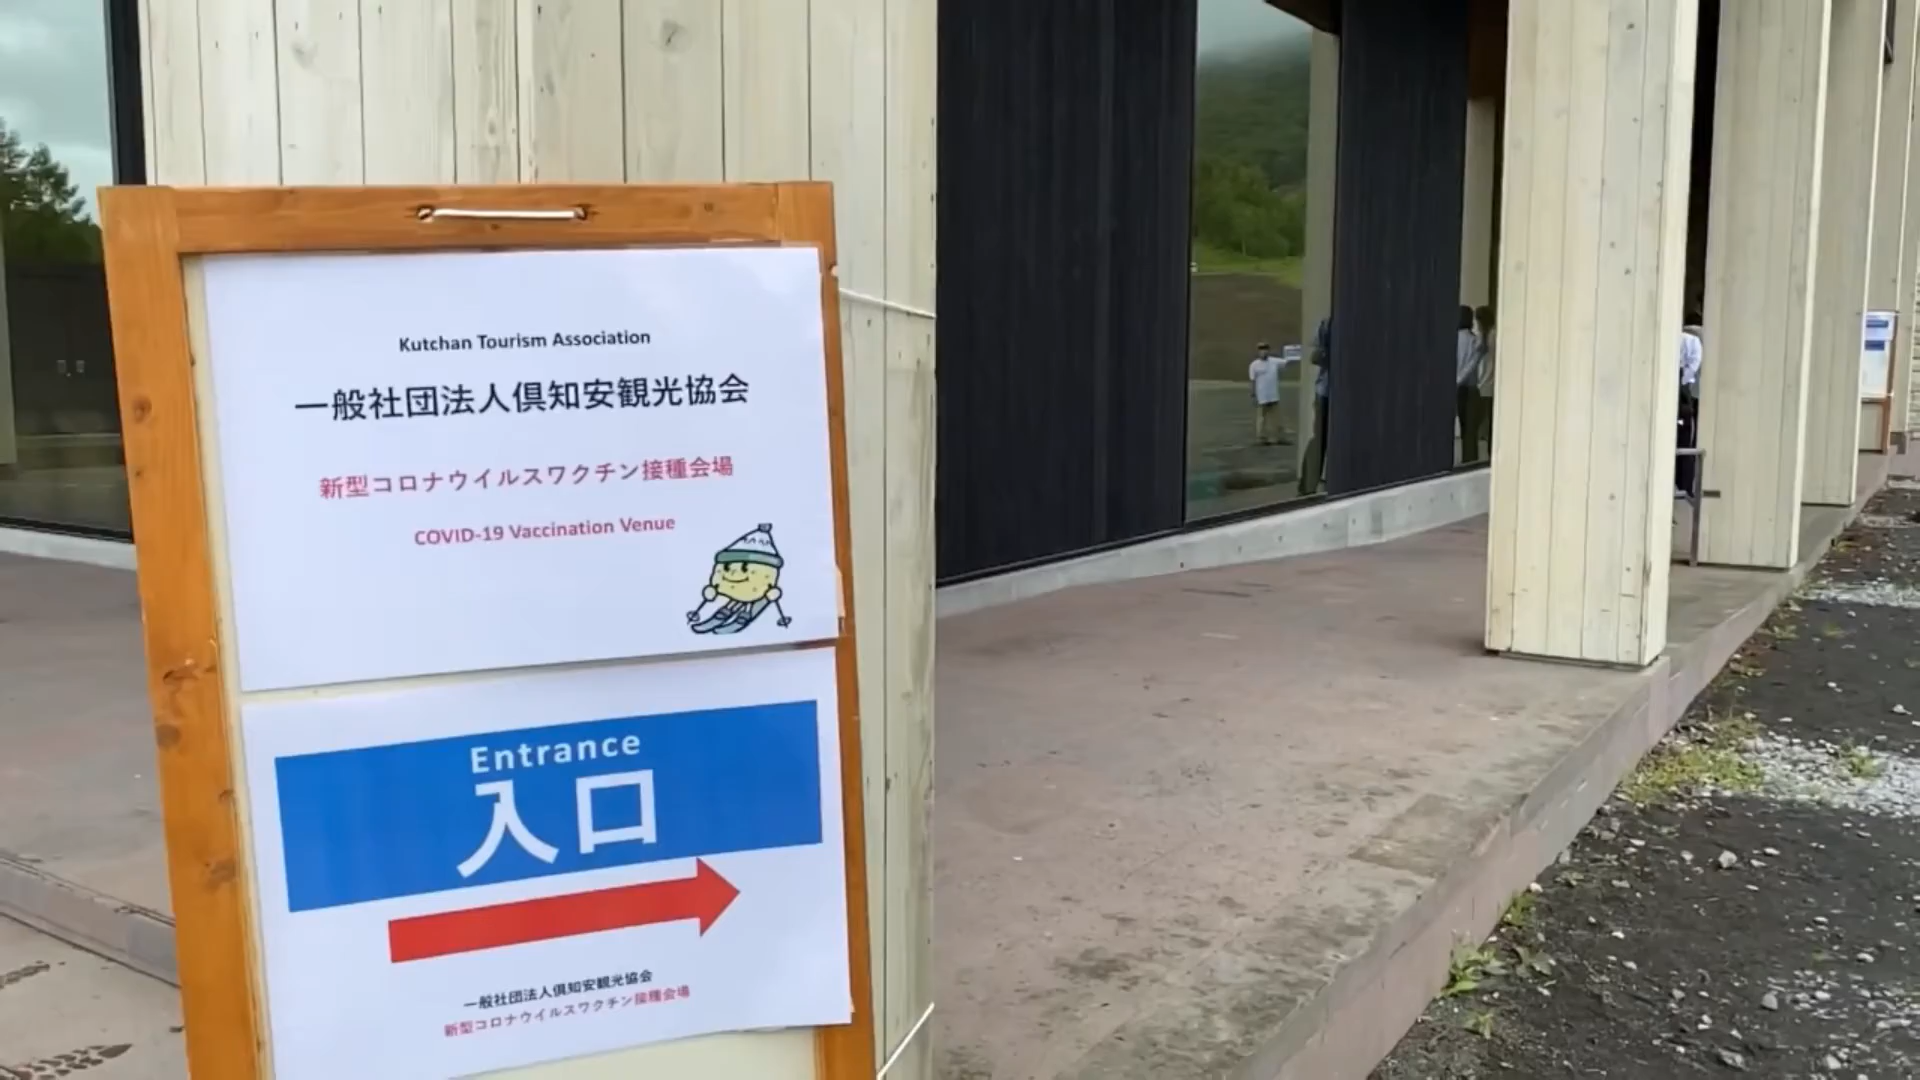 Kutchan Tourism Association
一般社団法人倶知安観光協会
新型コロナウイルスワクチン接種会場
COVID-19 Vaccination Venue
Entrance
入口
一般社団法人倶知安観光協会
新型コロナウイルスワクチン接種会場